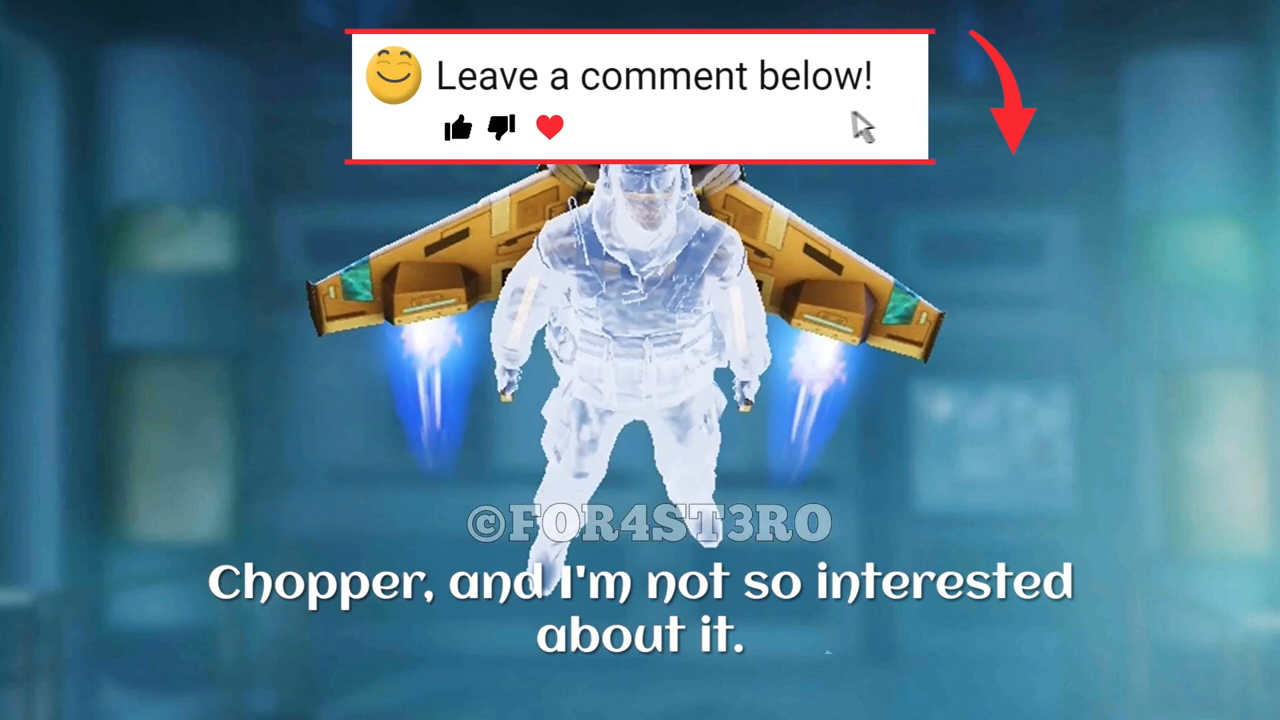 Leave a comment below!
©FOR4ST3RO
Chopper, and I'm not so interested
about it.